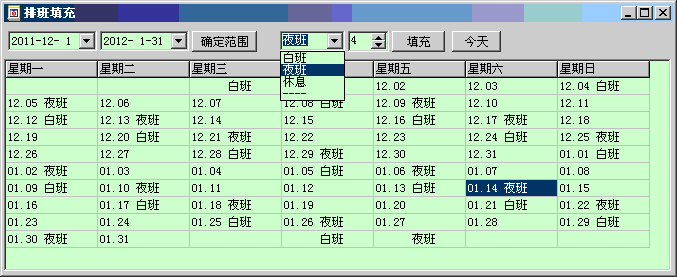 排班填充
2011-12- 1 2012- 1-31 确定范围 夜班 4 填充 今天
白班
夜班
休息
----
星期一 星期二 星期三 星期五 星期六 星期日
白班 12.02 12.03 12.04 白班
12.05 夜班 12.06 12.07 12.08 白班 12.09 夜班 12.10 12.11
12.12 白班 12.13 夜班 12.14 12.15 12.16 白班 12.17 夜班 12.18
12.19 12.20 白班 12.21 夜班 12.22 12.23 12.24 白班 12.25 夜班
12.26 12.27 12.28 白班 12.29 夜班 12.30 12.31 01.01 白班
01.02 夜班 01.03 01.04 01.05 白班 01.06 夜班 01.07 01.08
01.09 白班 01.10 夜班 01.11 01.12 01.13 白班 01.14 夜班 01.15
01.16 01.17 白班 01.18 夜班 01.19 01.20 01.21 白班 01.22 夜班
01.23 01.24 01.25 白班 01.26 夜班 01.27 01.28 01.29 白班
01.30 夜班 01.31 白班 夜班